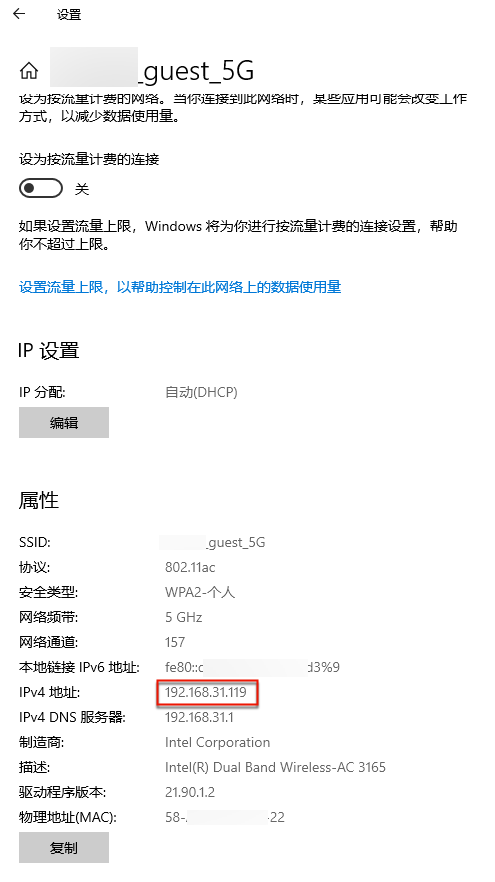 设置
_guest_5G
设为按流量计费的网络。当你连接到此网络时，某些应用可能会改变工作
方式，以减少数据使用量。
设为按流量计费的连接
关
如果设置流量上限，Windows 将为你进行按流量计费的连接设置，帮助
你不超过上限。
设置流量上限，以帮助控制在此网络上的数据使用量
IP 设置
IP 分配: 自动(DHCP)
编辑
属性
SSID: _guest_5G
协议: 802.11ac
安全类型: WPA2-个人
网络频带: 5 GHz
网络通道: 157
本地链接 IPv6 地址: fe80::c d3%9
IPv4 地址: 192.168.31.119
IPv4 DNS 服务器: 192.168.31.1
制造商: Intel Corporation
描述: Intel(R) Dual Band Wireless-AC 3165
驱动程序版本: 21.90.1.2
物理地址(MAC): 58- -22
复制